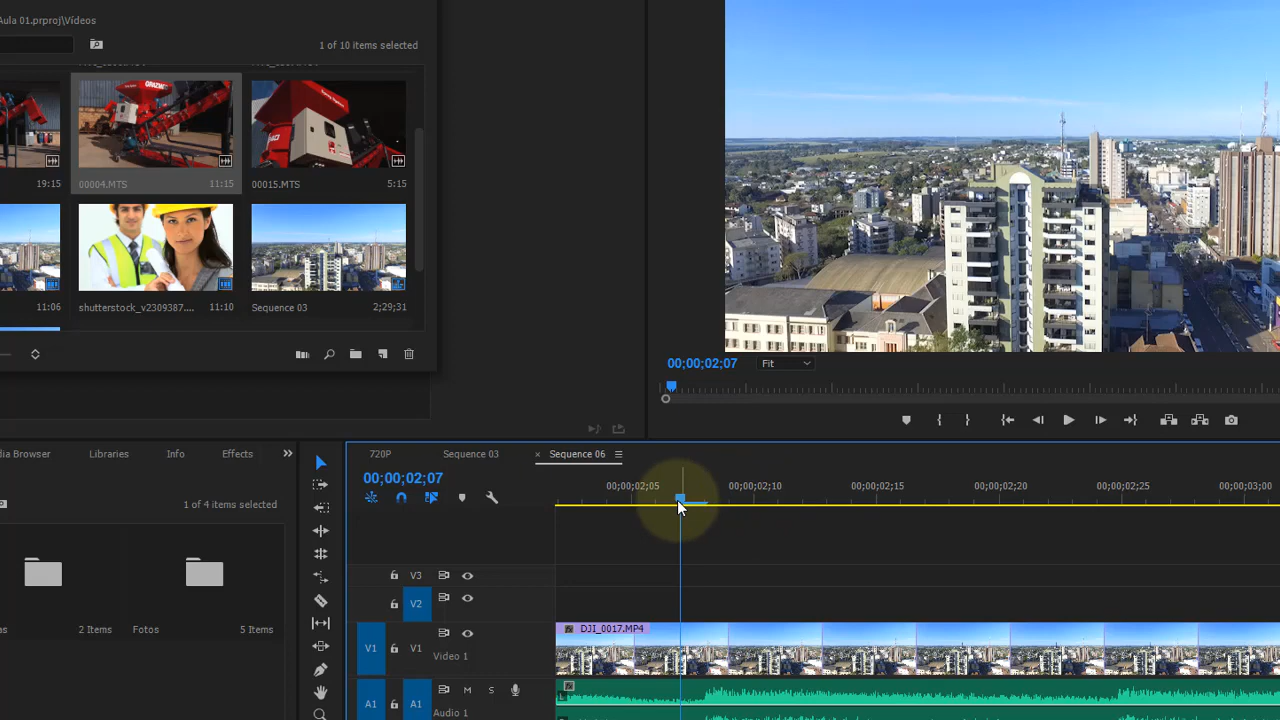 Aula 01.prproj\Vídeos
1 of 10 items selected
19:15
00004.MTS 11:15
00015.MTS 5:15
11:06
shutterstock_v2309387.... 11:10
Sequence 03 2;29;31
00;00;02;07
Fit
dia Browser Libraries Info Effects
720P Sequence 03 × Sequence 06
00;00;02;07
00;00;02;05 00;00;02;10 00;00;02;15 00;00;02;20 00;00;02;25 00;00;03;00
1 of 4 items selected
V3
V2
DJI_0017.MP4
V1 V1
Video 1
as 2 Items
Fotos 5 Items
A1 A1 M S
Audio 1
L